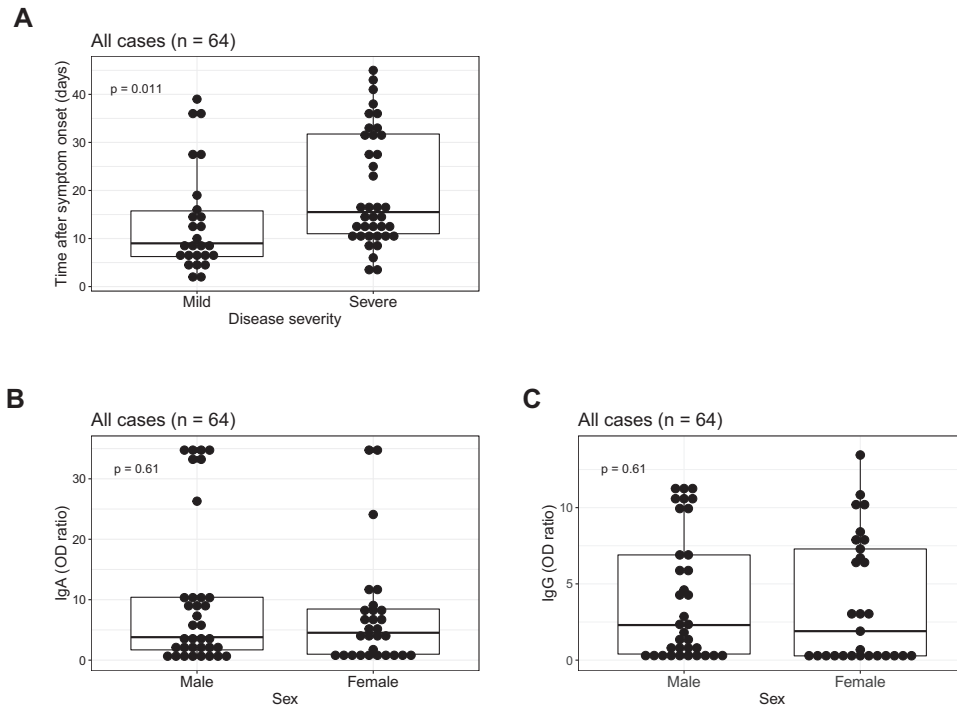 A
All cases (n = 64)
p = 0.011
Time after symptom onset (days)
40
30
20
10
0
Mild
Severe
Disease severity
B
All cases (n = 64)
p = 0.61
IgA (OD ratio)
30
20
10
0
Male
Female
Sex
C
All cases (n = 64)
p = 0.61
IgG (OD ratio)
10
5
0
Male
Female
Sex